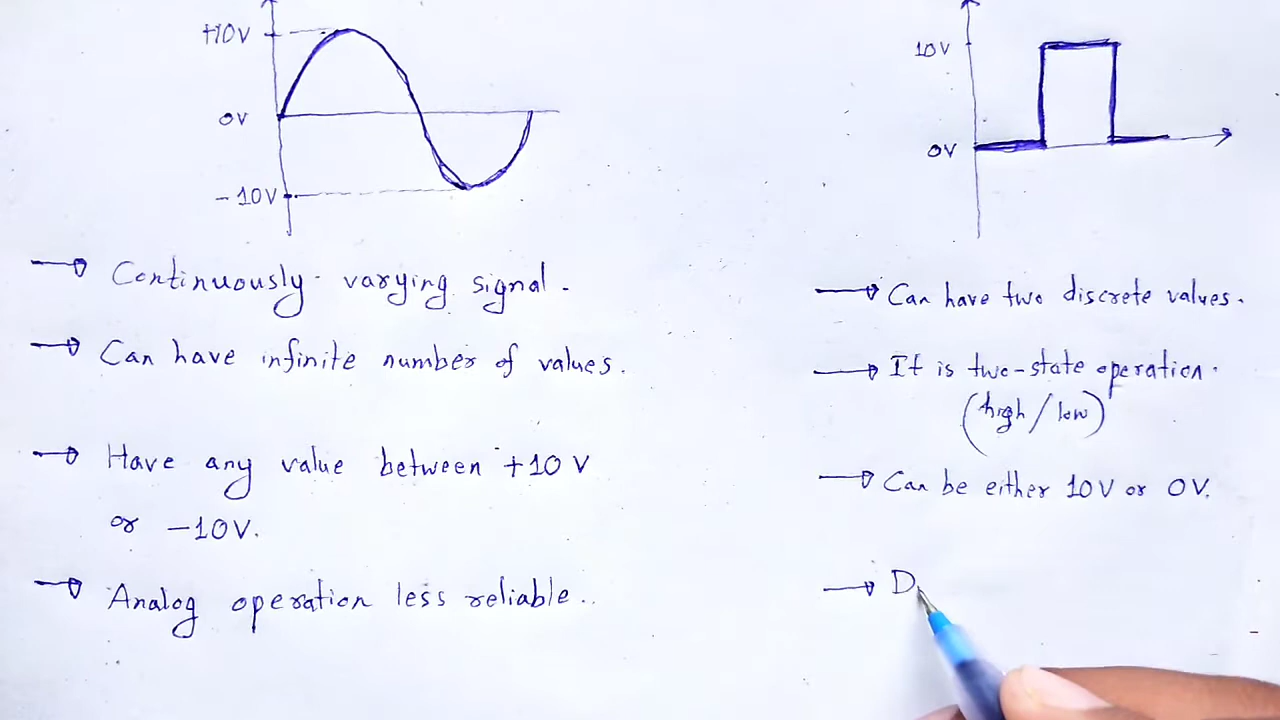 +10V
0V
-10V
→ Continuously varying signal.
→ Can have infinite number of values.
→ Have any value between +10 V
or -10V.
→ Analog operation less reliable..
10V
0V
→ Can have two discrete values.
→ It is two-state operation.
(high/low)
→ Can be either 10V or 0V.
→ D